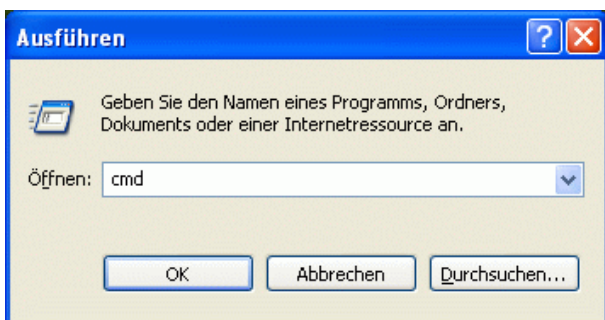 Ausführen
Geben Sie den Namen eines Programms, Ordners,
Dokuments oder einer Internetressource an.
Öffnen: cmd
OK Abbrechen Durchsuchen...